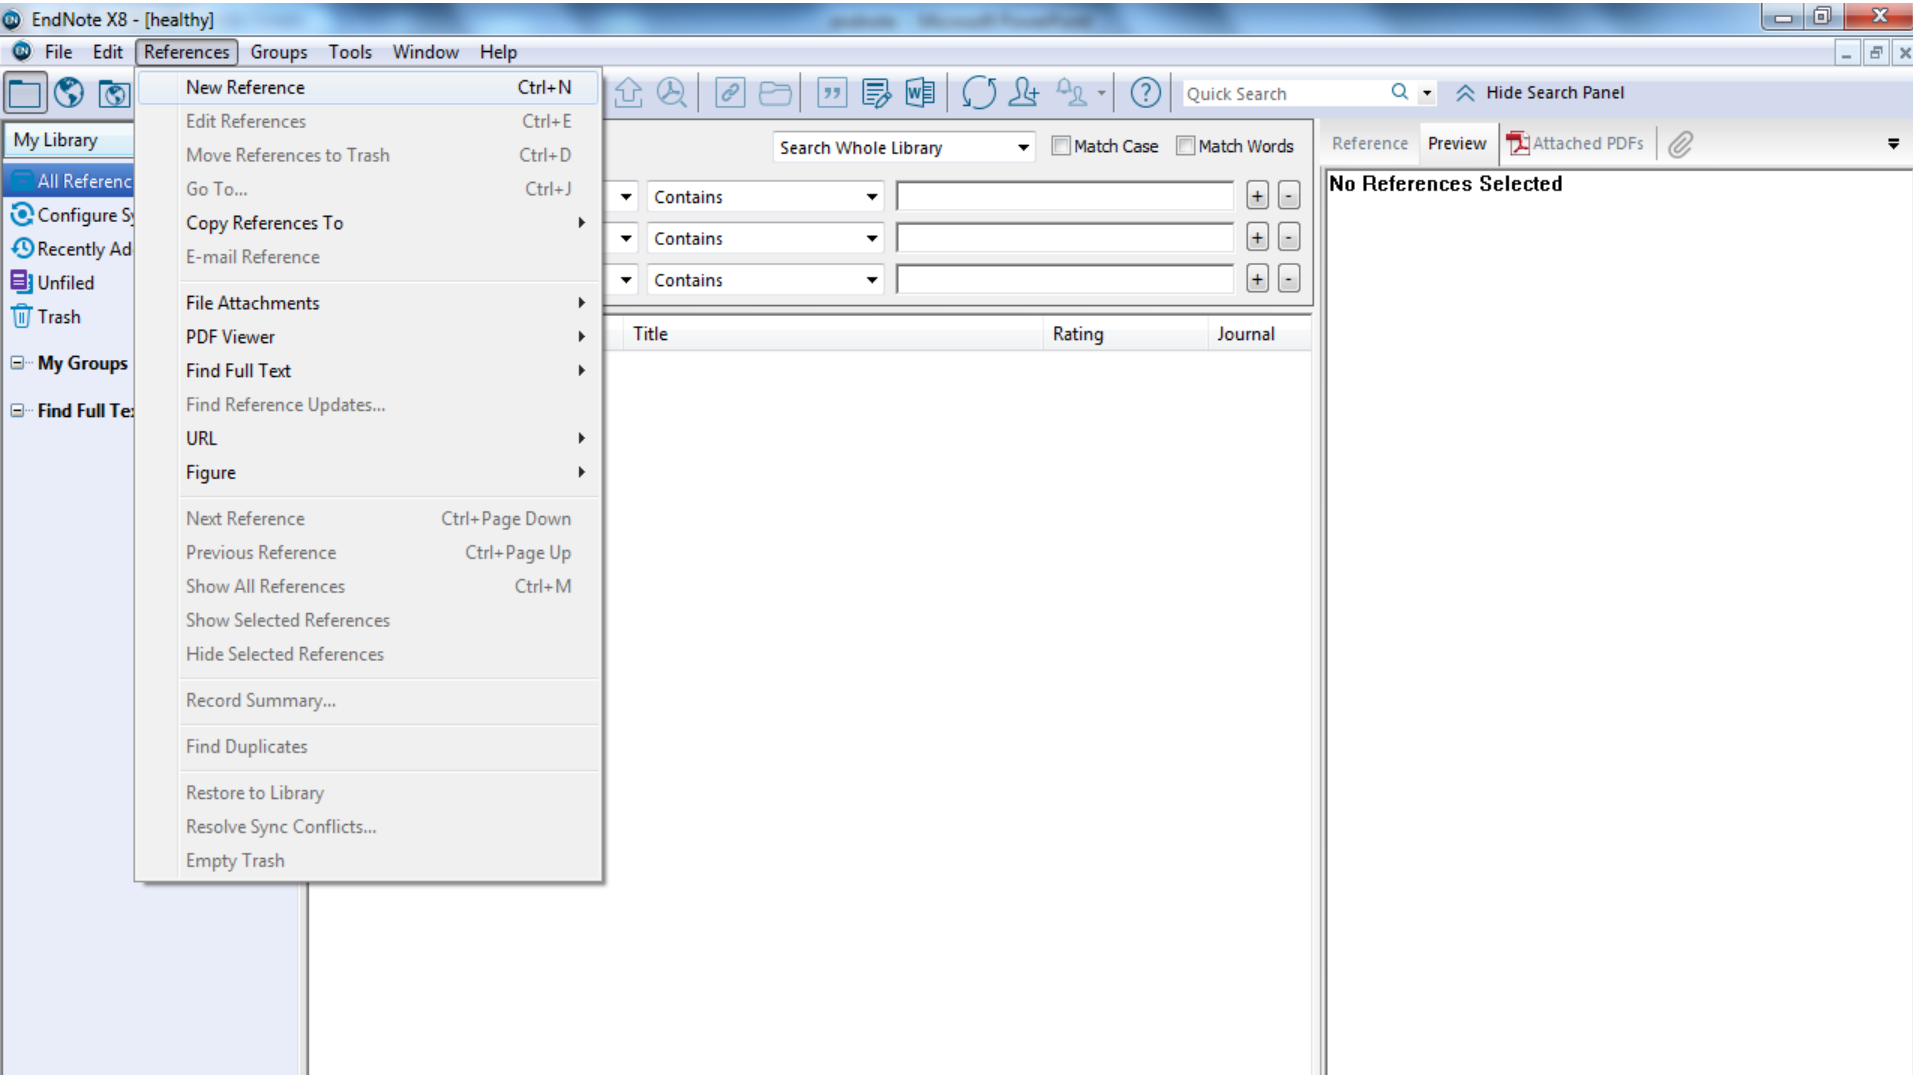 EndNote X8 - [healthy]
File Edit References Groups Tools Window Help
Quick Search
Hide Search Panel
New Reference Ctrl+N
Edit References Ctrl+E
Move References to Trash Ctrl+D
Go To... Ctrl+J
Copy References To
E-mail Reference
File Attachments
PDF Viewer
Find Full Text
Find Reference Updates...
URL
Figure
Next Reference Ctrl+Page Down
Previous Reference Ctrl+Page Up
Show All References Ctrl+M
Show Selected References
Hide Selected References
Record Summary...
Find Duplicates
Restore to Library
Resolve Sync Conflicts...
Empty Trash
My Library
All Referenc
Configure Sy
Recently Ad
Unfiled
Trash
My Groups
Find Full Te
Search Whole Library Match Case Match Words
Contains + -
Contains + -
Contains + -
Title Rating Journal
Reference Preview Attached PDFs
No References Selected